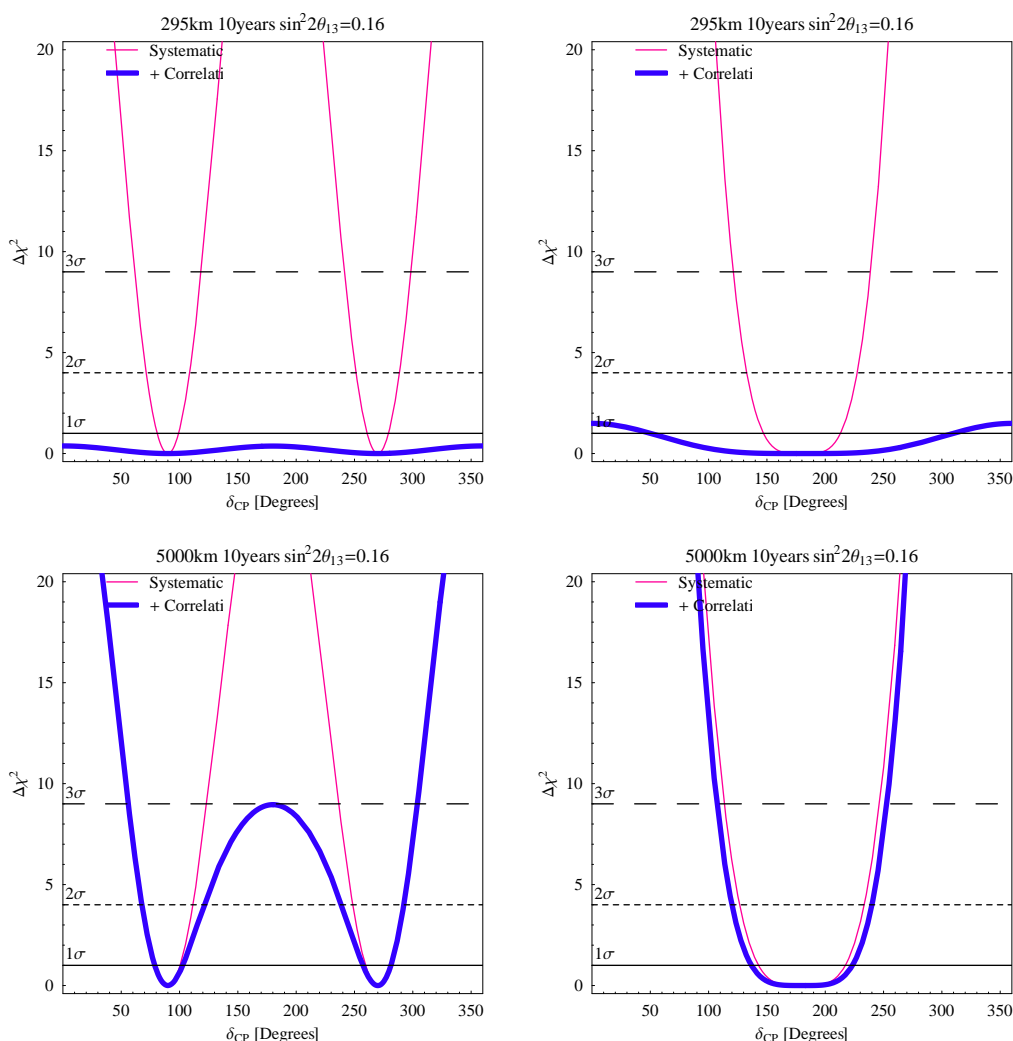 295km 10years sin²2θ₁₃=0.16
Systematic
+ Correlati
20
15
10
5
0
Δχ²
3σ
2σ
1σ
50 100 150 200 250 300 350
δCP [Degrees]
295km 10years sin²2θ₁₃=0.16
Systematic
+ Correlati
20
15
10
5
0
Δχ²
3σ
2σ
1σ
50 100 150 200 250 300 350
δCP [Degrees]
5000km 10years sin²2θ₁₃=0.16
Systematic
+ Correlati
20
15
10
5
0
Δχ²
3σ
2σ
1σ
50 100 150 200 250 300 350
δCP [Degrees]
5000km 10years sin²2θ₁₃=0.16
Systematic
+ Correlati
20
15
10
5
0
Δχ²
3σ
2σ
1σ
50 100 150 200 250 300 350
δCP [Degrees]